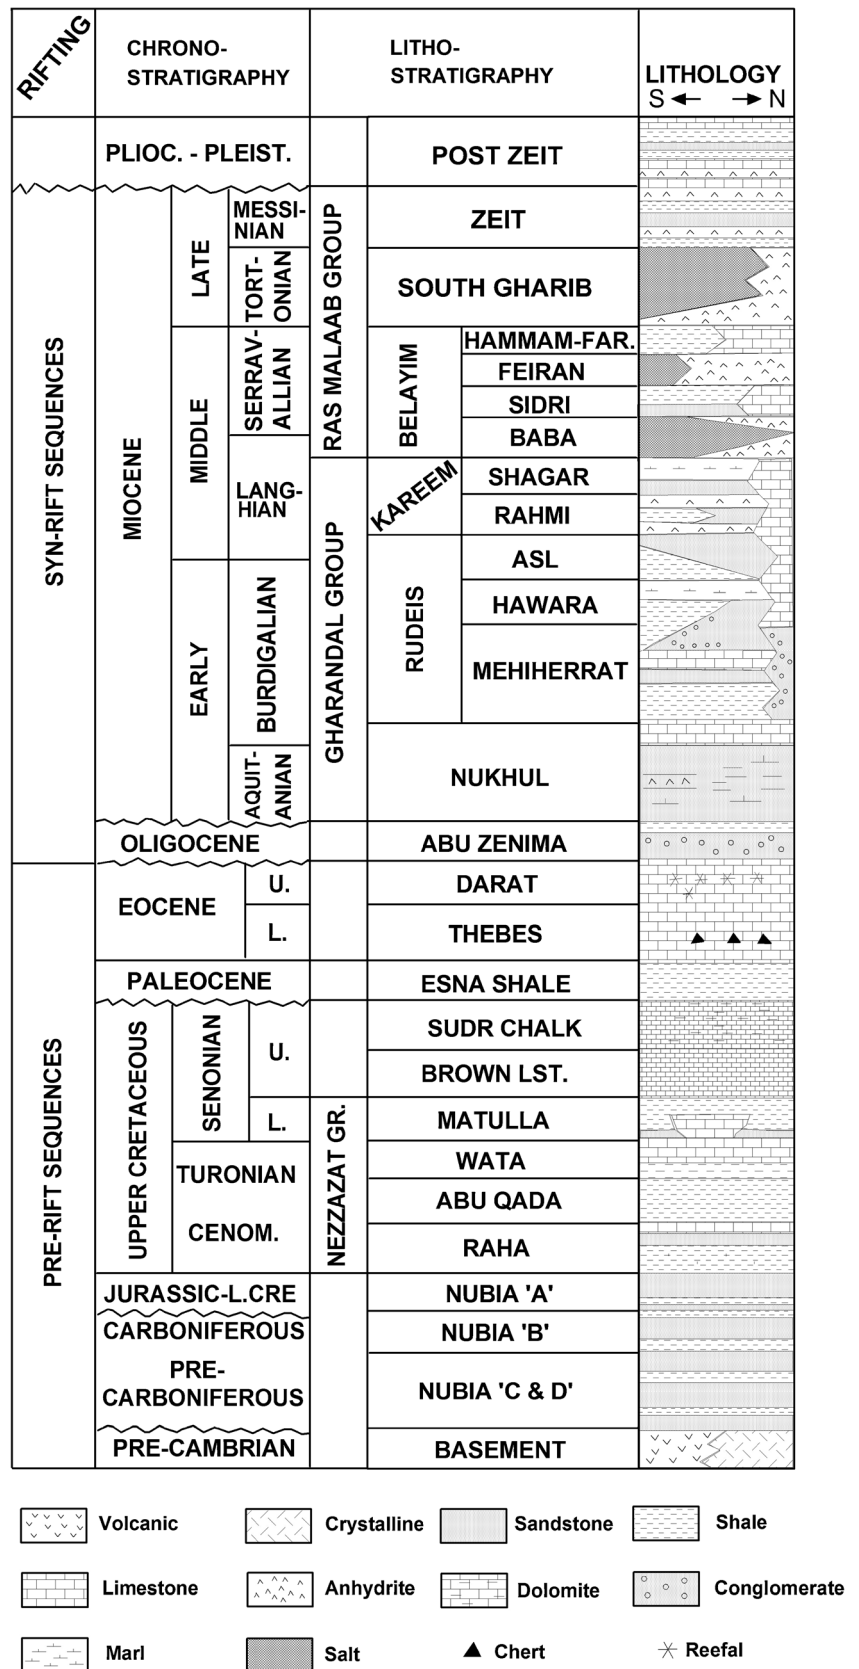 RIFTING
CHRONO-
STRATIGRAPHY
LITHO-
STRATIGRAPHY
LITHOLOGY
S N
PLIOC. - PLEIST.
POST ZEIT
SYN-RIFT SEQUENCES
MIOCENE
LATE
MESSI-
NIAN
TORT-
ONIAN
MIDDLE
SERRAV-
ALLIAN
LANG-
HIAN
EARLY
BURDIGALIAN
AQUIT-
ANIAN
RAS MALAAB GROUP
ZEIT
SOUTH GHARIB
BELAYIM
HAMMAM-FAR.
FEIRAN
SIDRI
BABA
GHARANDAL GROUP
KAREEM
SHAGAR
RAHMI
RUDEIS
ASL
HAWARA
MEHIHERRAT
NUKHUL
OLIGOCENE
ABU ZENIMA
PRE-RIFT SEQUENCES
EOCENE
U.
DARAT
L.
THEBES
PALEOCENE
ESNA SHALE
UPPER CRETACEOUS
SENONIAN
U.
SUDR CHALK
BROWN LST.
L.
NEZZAZAT GR.
MATULLA
TURONIAN
WATA
ABU QADA
CENOM.
RAHA
JURASSIC-L.CRE
NUBIA 'A'
CARBONIFEROUS
NUBIA 'B'
PRE-
CARBONIFEROUS
NUBIA 'C & D'
PRE-CAMBRIAN
BASEMENT
Volcanic
Crystalline
Sandstone
Shale
Limestone
Anhydrite
Dolomite
Conglomerate
Marl
Salt
Chert
Reefal